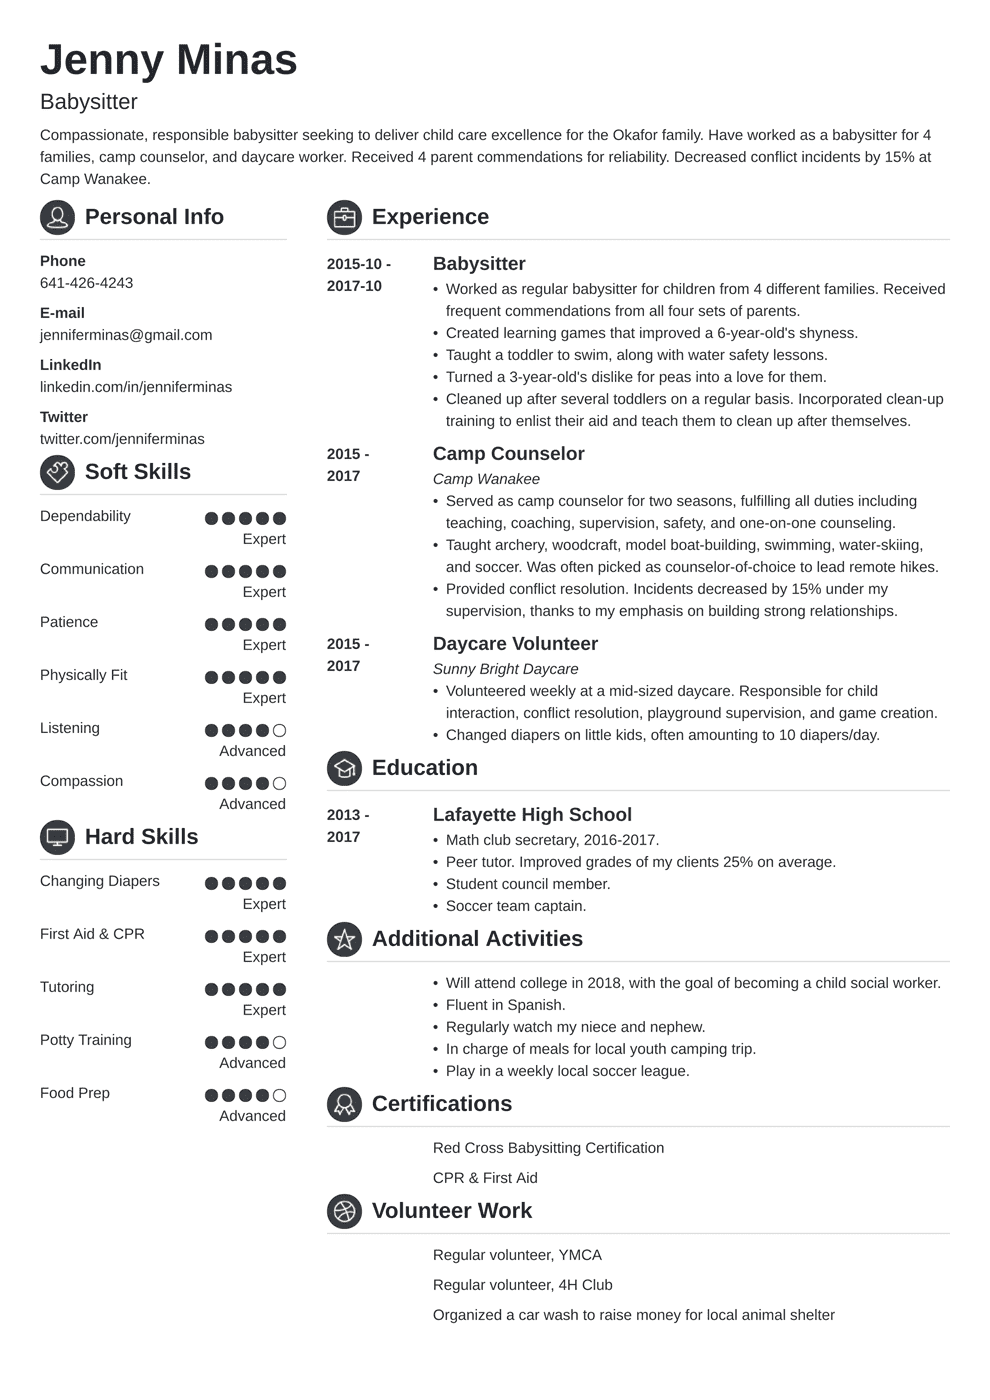 Jenny Minas
Babysitter
Compassionate, responsible babysitter seeking to deliver child care excellence for the Okafor family. Have worked as a babysitter for 4
families, camp counselor, and daycare worker. Received 4 parent commendations for reliability. Decreased conflict incidents by 15% at
Camp Wanakee.
Personal Info
Phone
641-426-4243
E-mail
jenniferminas@gmail.com
LinkedIn
linkedin.com/in/jenniferminas
Twitter
twitter.com/jenniferminas
Soft Skills
Dependability
Expert
Communication
Expert
Patience
Expert
Physically Fit
Expert
Listening
Advanced
Compassion
Advanced
Hard Skills
Changing Diapers
Expert
First Aid & CPR
Expert
Tutoring
Expert
Potty Training
Advanced
Food Prep
Advanced
Experience
2015-10 -
2017-10
Babysitter
• Worked as regular babysitter for children from 4 different families. Received
frequent commendations from all four sets of parents.
• Created learning games that improved a 6-year-old's shyness.
• Taught a toddler to swim, along with water safety lessons.
• Turned a 3-year-old's dislike for peas into a love for them.
• Cleaned up after several toddlers on a regular basis. Incorporated clean-up
training to enlist their aid and teach them to clean up after themselves.
2015 -
2017
Camp Counselor
Camp Wanakee
• Served as camp counselor for two seasons, fulfilling all duties including
teaching, coaching, supervision, safety, and one-on-one counseling.
• Taught archery, woodcraft, model boat-building, swimming, water-skiing,
and soccer. Was often picked as counselor-of-choice to lead remote hikes.
• Provided conflict resolution. Incidents decreased by 15% under my
supervision, thanks to my emphasis on building strong relationships.
2015 -
2017
Daycare Volunteer
Sunny Bright Daycare
• Volunteered weekly at a mid-sized daycare. Responsible for child
interaction, conflict resolution, playground supervision, and game creation.
• Changed diapers on little kids, often amounting to 10 diapers/day.
Education
2013 -
2017
Lafayette High School
• Math club secretary, 2016-2017.
• Peer tutor. Improved grades of my clients 25% on average.
• Student council member.
• Soccer team captain.
Additional Activities
• Will attend college in 2018, with the goal of becoming a child social worker.
• Fluent in Spanish.
• Regularly watch my niece and nephew.
• In charge of meals for local youth camping trip.
• Play in a weekly local soccer league.
Certifications
Red Cross Babysitting Certification
CPR & First Aid
Volunteer Work
Regular volunteer, YMCA
Regular volunteer, 4H Club
Organized a car wash to raise money for local animal shelter